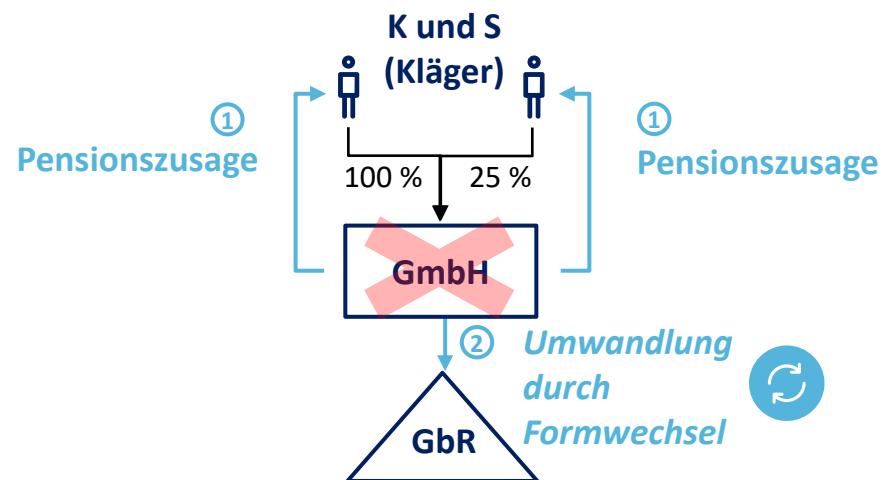 K und S
(Kläger)
①
Pensionszusage
①
Pensionszusage
100 %
25 %
GmbH
②
Umwandlung
durch
Formwechsel
GbR